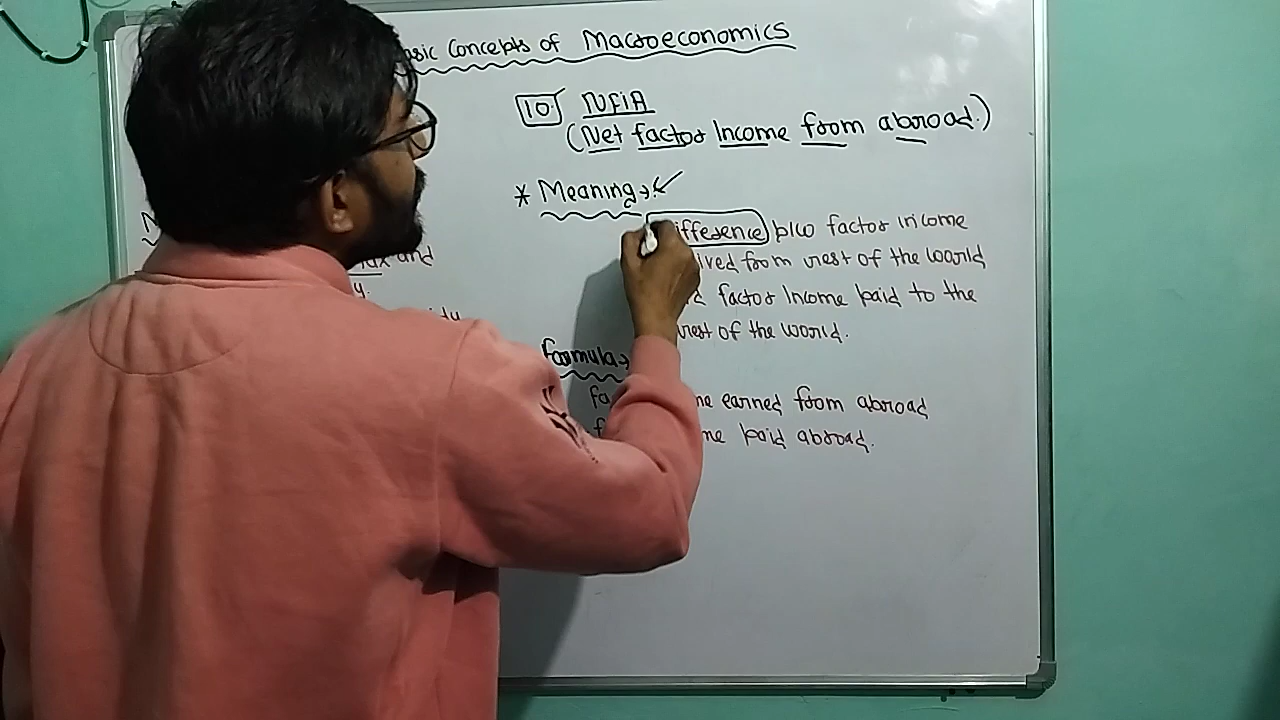 Concepts of Macroeconomics
10. NFIA
(Net factor Income from abroad.)
* Meaning
b/w factor income
from rest of the world
factor Income paid to the
rest of the world.
and
Formula
earned from abroad
paid abroad.